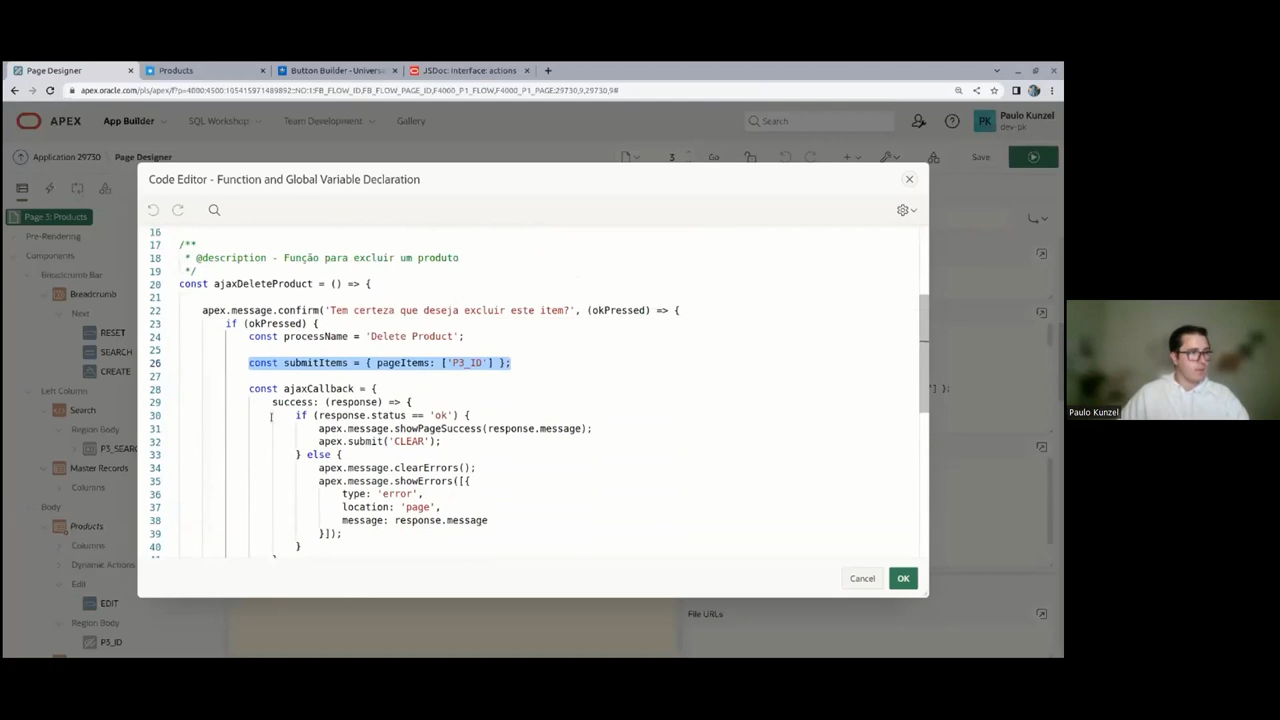 Page Designer
Products
Button Builder - Univers
JSDoc: Interface: actions
apex.oracle.com/pls/apex/f?p=4000:4500:105415971489892::NO:1:FB_FLOW_ID,FB_FLOW_PAGE_ID,F4000_P1_FLOW,F4000_P1_PAGE:29730,9,29730,9#
APEX
App Builder
SQL Workshop
Team Development
Gallery
Search
PK
Paulo Kunzel
dev-pk
Application 29730
Page Designer
3
Go
Save
Code Editor - Function and Global Variable Declaration
Page 3: Products
Pre-Rendering
Components
Breadcrumb Bar
Breadcrumb
Next
RESET
SEARCH
CREATE
Left Column
Search
Region Body
P3_SEARC
Master Records
Columns
Body
Products
Columns
Dynamic Actions
Edit
EDIT
Region Body
P3_ID
16
17 /**
18 * @description - Função para excluir um produto
19 */
20 const ajaxDeleteProduct = () => {
21
22 apex.message.confirm('Tem certeza que deseja excluir este item?', (okPressed) => {
23 if (okPressed) {
24 const processName = 'Delete Product';
25
26 const submitItems = { pageItems: ['P3_ID'] };
27
28 const ajaxCallback = {
29 success: (response) => {
30 if (response.status == 'ok') {
31 apex.message.showPageSuccess(response.message);
32 apex.submit('CLEAR');
33 } else {
34 apex.message.clearErrors();
35 apex.message.showErrors([{
36 type: 'error',
37 location: 'page',
38 message: response.message
39 }]);
40 }
] };
Cancel
OK
File URLs
Paulo Kunzel